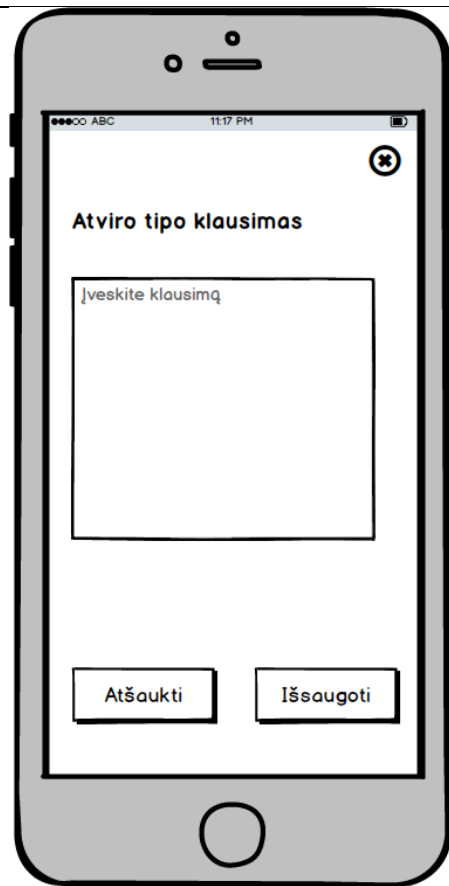 ABC 11:17 PM
Atviro tipo klausimas
Įveskite klausimą
Atšaukti Išsaugoti